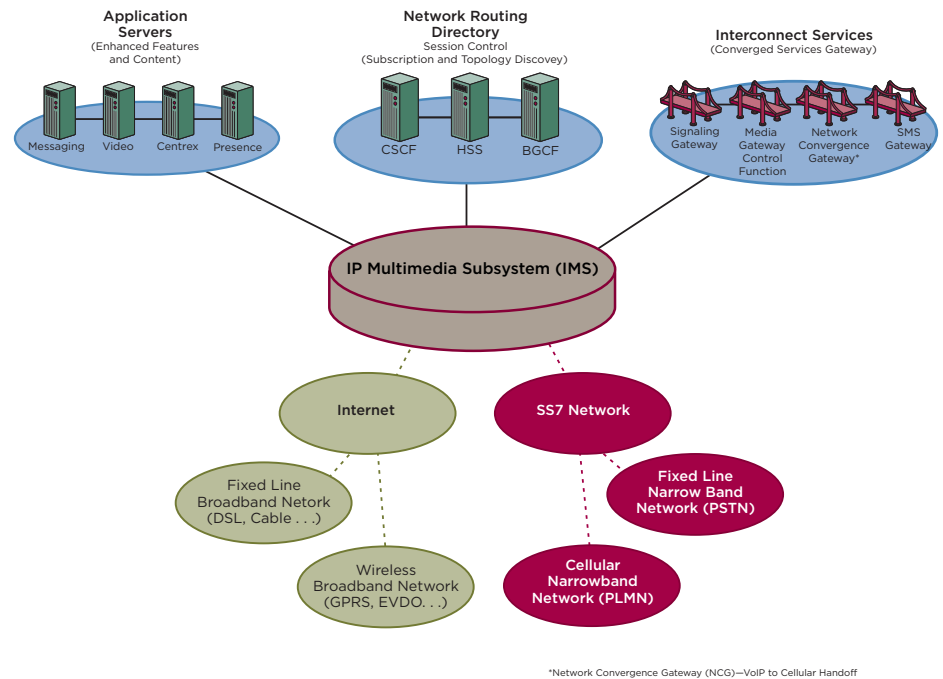 Application
Servers
(Enhanced Features
and Content)
Messaging
Video
Centrex
Presence
Network Routing
Directory
Session Control
(Subscription and Topology Discovey)
CSCF
HSS
BGCF
Interconnect Services
(Converged Services Gateway)
Signaling
Gateway
Media
Gateway
Control
Function
Network
Convergence
Gateway*
SMS
Gateway
IP Multimedia Subsystem (IMS)
Internet
SS7 Network
Fixed Line
Broadband Netork
(DSL, Cable . . .)
Fixed Line
Narrow Band
Network (PSTN)
Wireless
Broadband Network
(GPRS, EVDO. . .)
Cellular
Narrowband
Network (PLMN)
*Network Convergence Gateway (NCG)—VoIP to Cellular Handoff